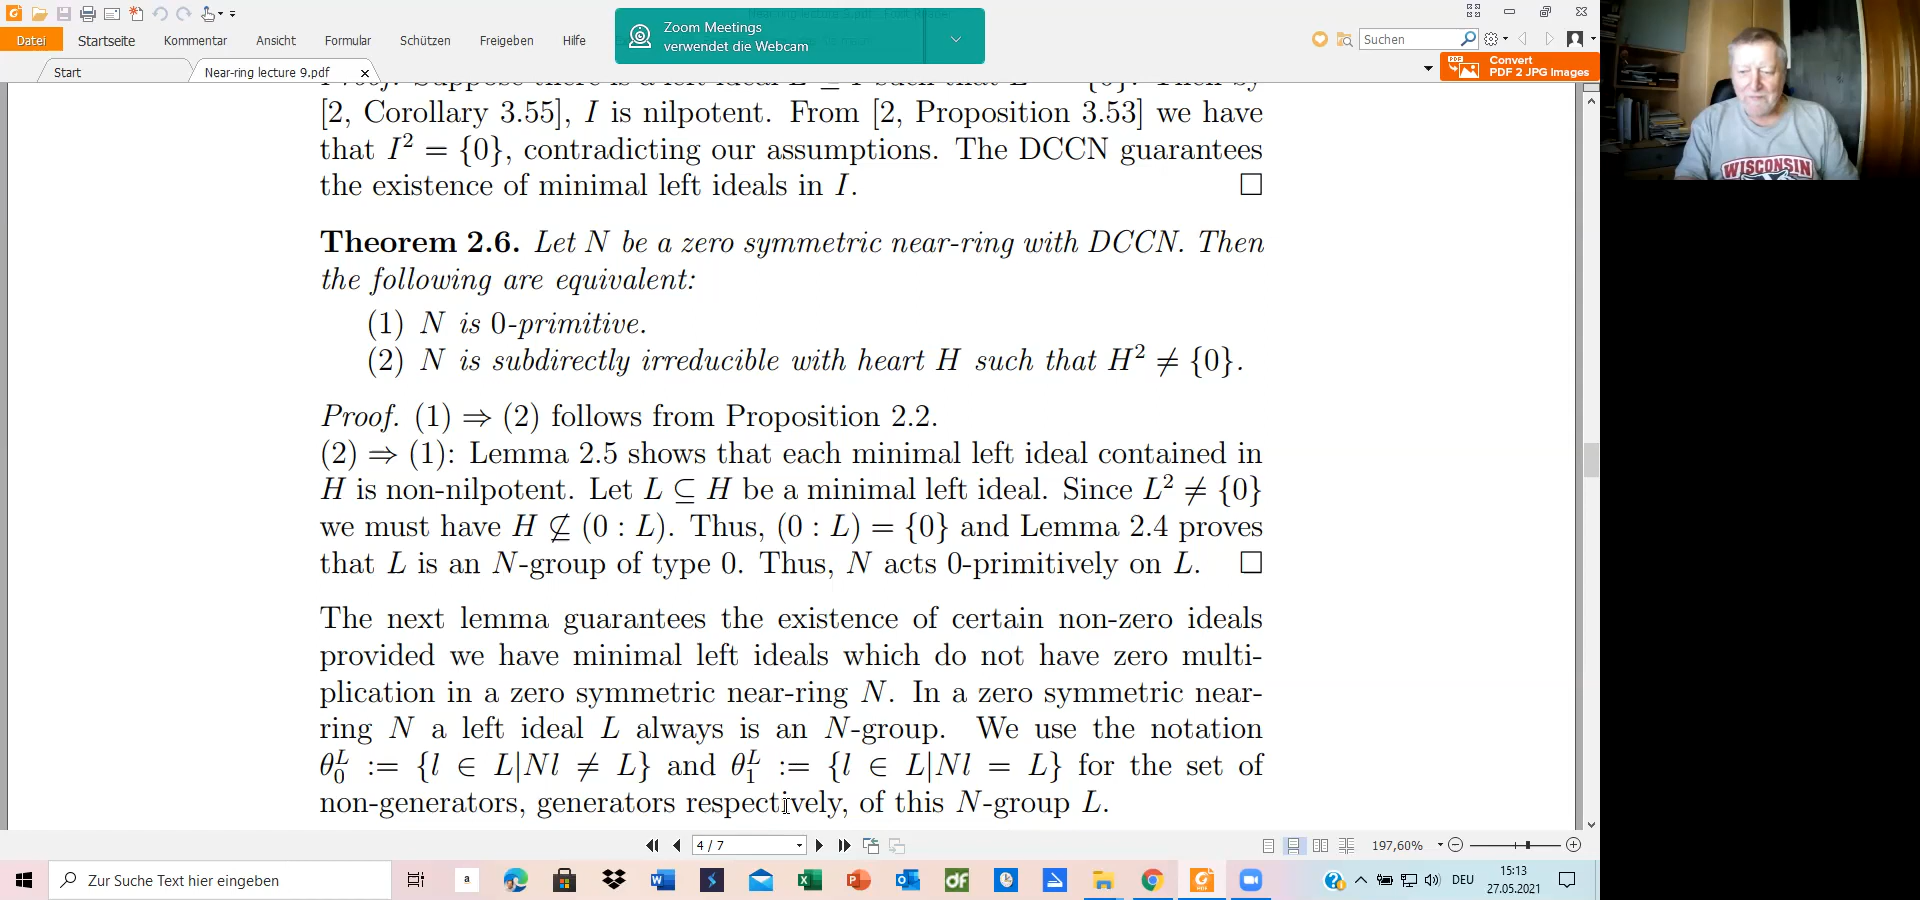 Zoom Meetings
verwendet die Webcam
Datei Startseite Kommentar Ansicht Formular Schützen Freigeben Hilfe
Suchen
Start Near-ring lecture 9.pdf
Convert
PDF 2 JPG Images
[2, Corollary 3.55], I is nilpotent. From [2, Proposition 3.53] we have
that I² = {0}, contradicting our assumptions. The DCCN guarantees
the existence of minimal left ideals in I. □
Theorem 2.6. Let N be a zero symmetric near-ring with DCCN. Then
the following are equivalent:
(1) N is 0-primitive.
(2) N is subdirectly irreducible with heart H such that H² ≠ {0}.
Proof. (1) ⇒ (2) follows from Proposition 2.2.
(2) ⇒ (1): Lemma 2.5 shows that each minimal left ideal contained in
H is non-nilpotent. Let L ⊆ H be a minimal left ideal. Since L² ≠ {0}
we must have H ⊈ (0 : L). Thus, (0 : L) = {0} and Lemma 2.4 proves
that L is an N-group of type 0. Thus, N acts 0-primitively on L. □
The next lemma guarantees the existence of certain non-zero ideals
provided we have minimal left ideals which do not have zero multi-
plication in a zero symmetric near-ring N. In a zero symmetric near-
ring N a left ideal L always is an N-group. We use the notation
θ₀ᴸ := {l ∈ L|Nl ≠ L} and θ₁ᴸ := {l ∈ L|Nl = L} for the set of
non-generators, generators respectively, of this N-group L.
WISCONSIN
4 / 7
197,60%
Zur Suche Text hier eingeben
DEU
15:13
27.05.2021